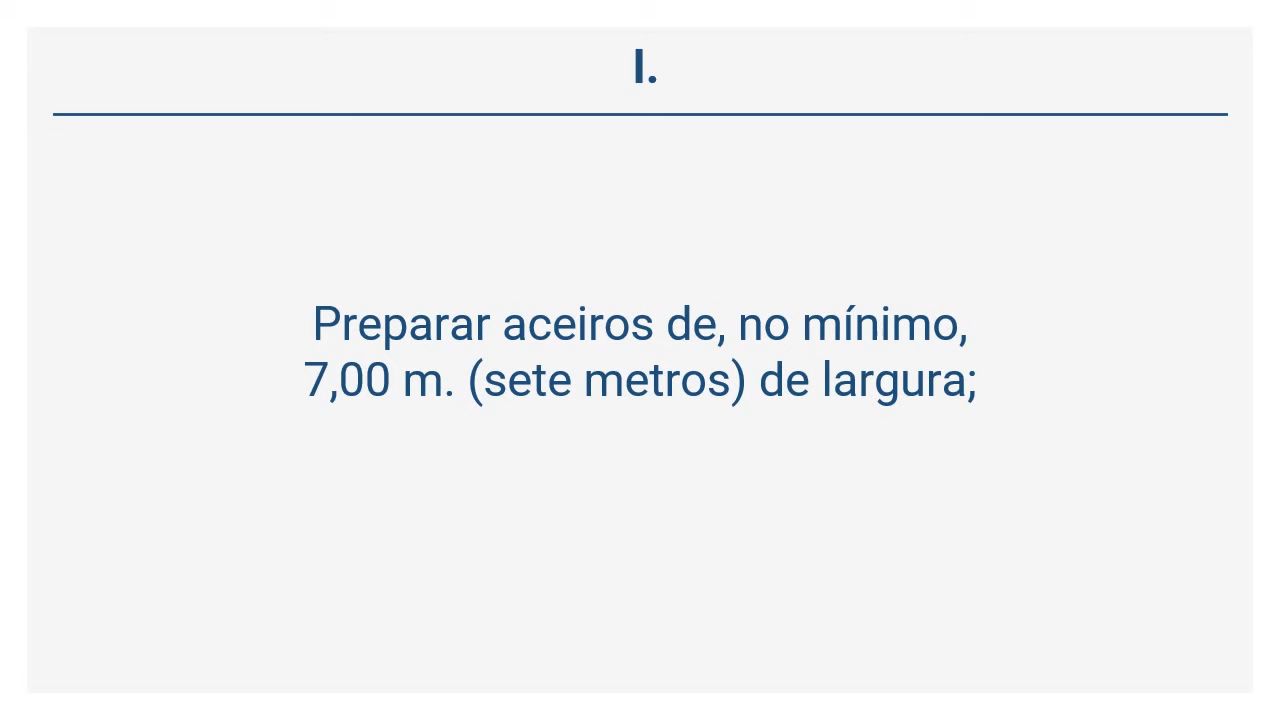 I.
Preparar aceiros de, no mínimo,
7,00 m. (sete metros) de largura;